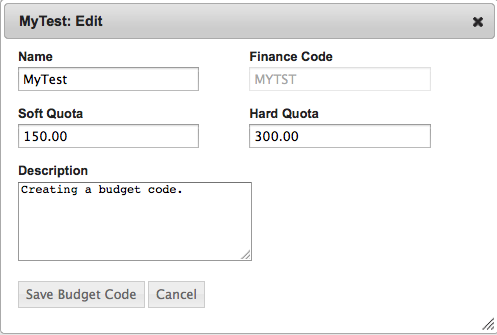 MyTest: Edit
Name
Finance Code
MyTest
MYTST
Soft Quota
Hard Quota
150.00
300.00
Description
Creating a budget code.
Save Budget Code
Cancel